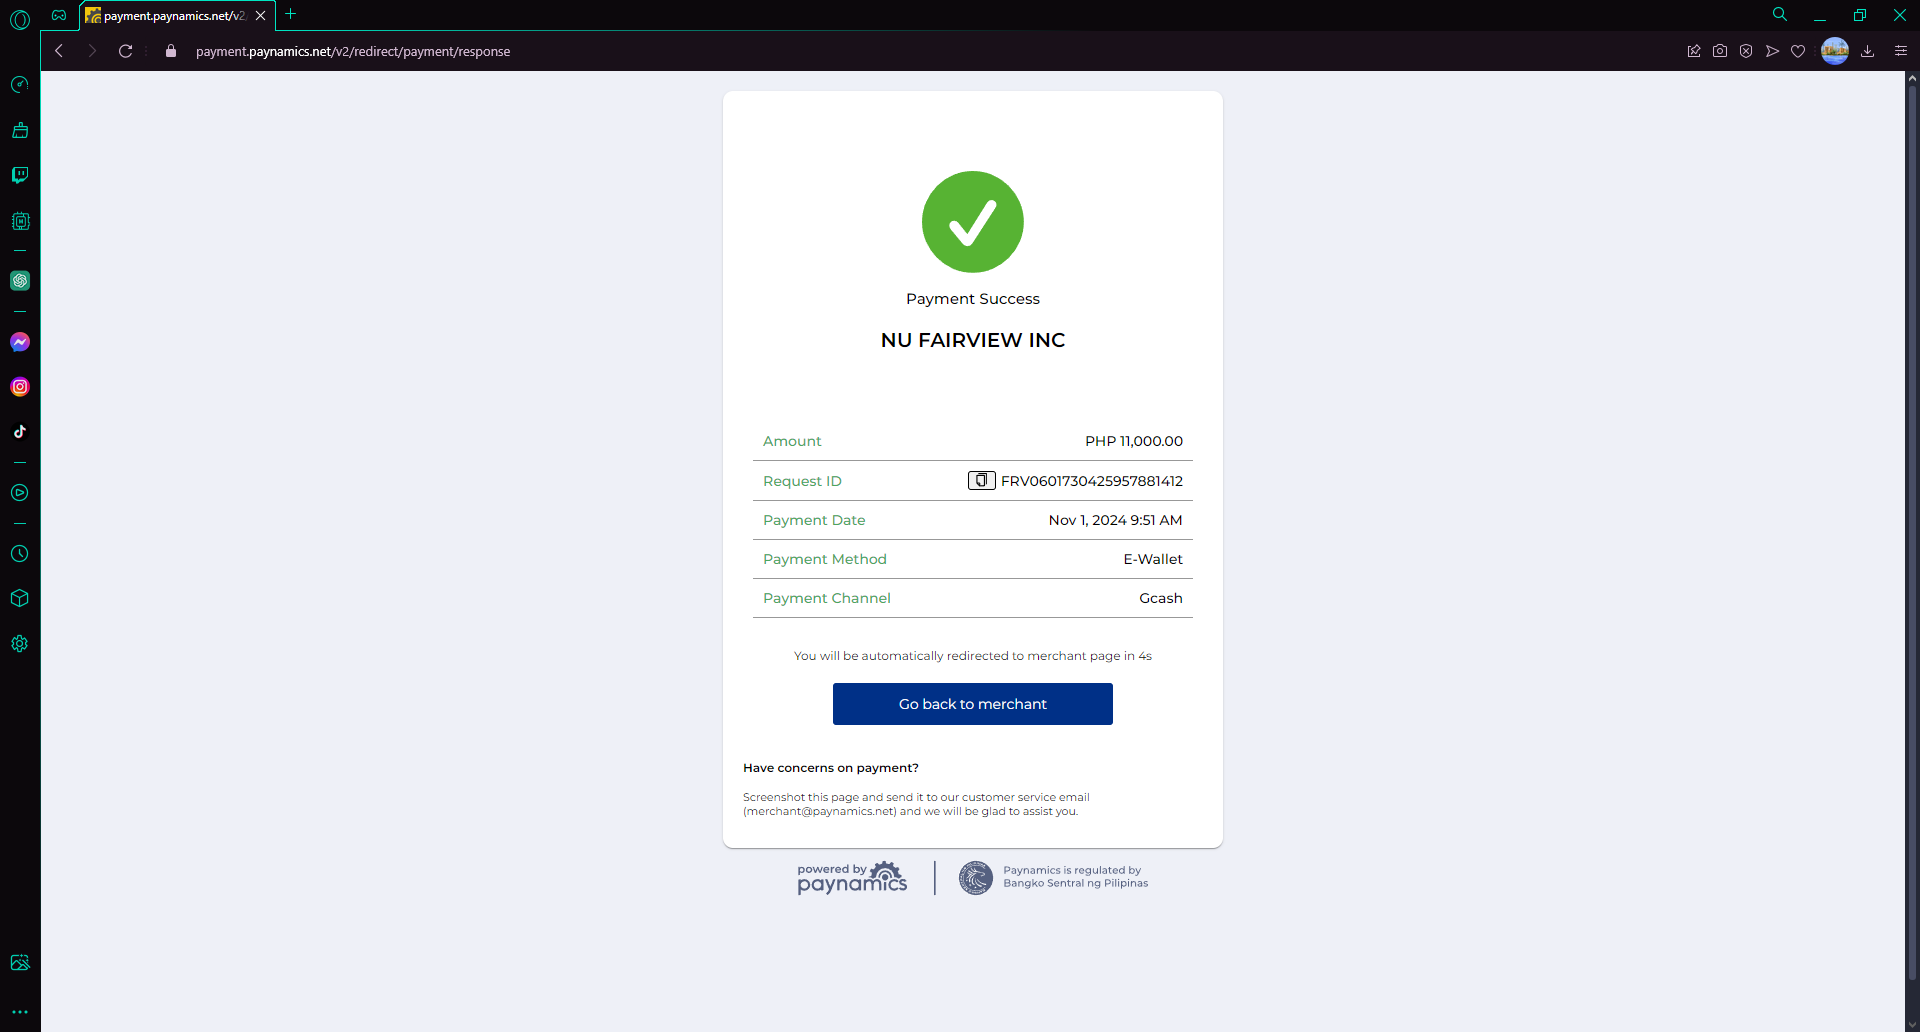 payment.paynamics.net/v2
payment.paynamics.net/v2/redirect/payment/response
Payment Success
NU FAIRVIEW INC
Amount PHP 11,000.00
Request ID FRV0601730425957881412
Payment Date Nov 1, 2024 9:51 AM
Payment Method E-Wallet
Payment Channel Gcash
You will be automatically redirected to merchant page in 4s
Go back to merchant
Have concerns on payment?
Screenshot this page and send it to our customer service email
(merchant@paynamics.net) and we will be glad to assist you.
powered by
paynamics
Paynamics is regulated by
Bangko Sentral ng Pilipinas